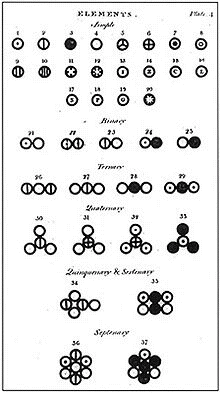 ELEMENTS. Plate 4
Simple
1 2 3 4 5 6 7 8
9 10 11 12 13 14 15 16
I Z C L
17 18 19 20
S P G
Binary
21 22 23 24 25
Ternary
26 27 28 29
Quaternary
30 31 32 33
Quinquenary & Sextenary
34 35
Septenary
36 37